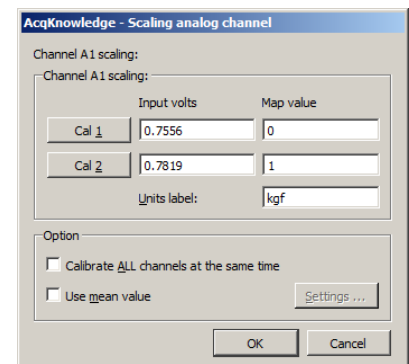 AcqKnowledge - Scaling analog channel
Channel A1 scaling:
Channel A1 scaling:
Input volts Map value
Cal 1 0.7556 0
Cal 2 0.7819 1
Units label: kgf
Option
Calibrate ALL channels at the same time
Use mean value Settings ...
OK Cancel